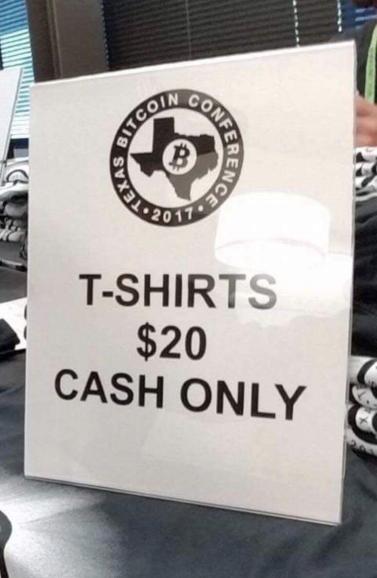 TEXAS BITCOIN CONFERENCE
• 2017 •
T-SHIRTS
$20
CASH ONLY